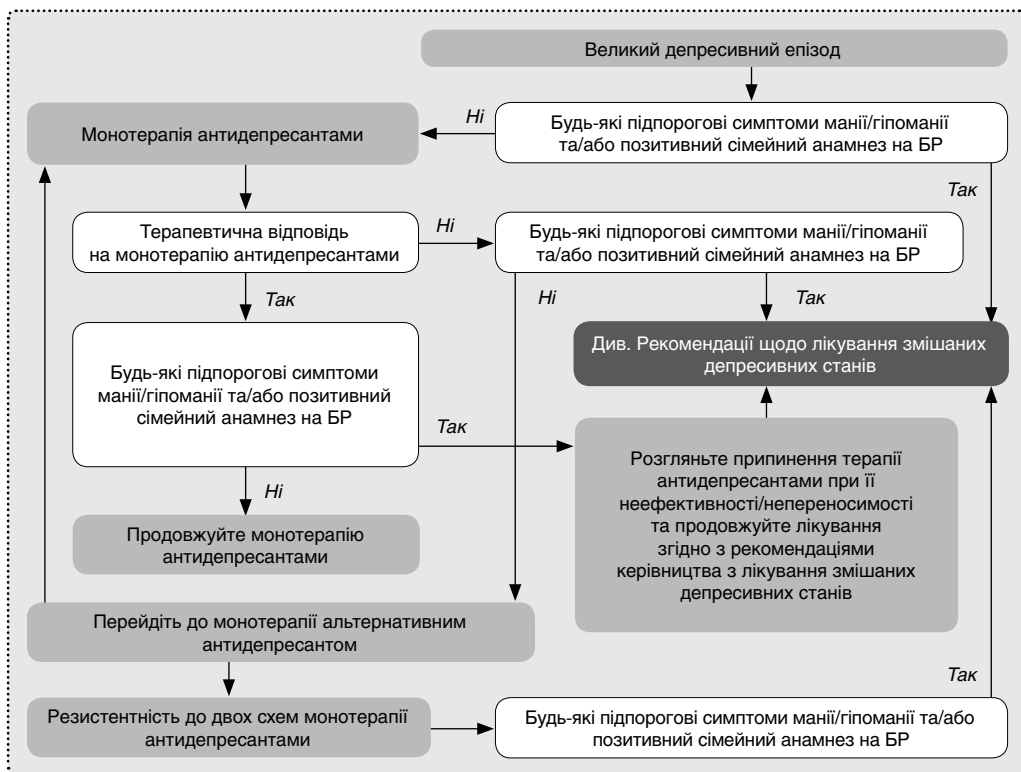 Великий депресивний епізод
Ні
Будь-які підпорогові симптоми манії/гіпоманії
та/або позитивний сімейний анамнез на БР
Монотерапія антидепресантами
Так
Терапевтична відповідь
на монотерапію антидепресантами
Ні
Будь-які підпорогові симптоми манії/гіпоманії
та/або позитивний сімейний анамнез на БР
Так
Ні
Так
Будь-які підпорогові симптоми
манії/гіпоманії та/або позитивний
сімейний анамнез на БР
Див. Рекомендації щодо лікування змішаних
депресивних станів
Так
Розгляньте припинення терапії
антидепресантами при її
неефективності/непереносимості
та продовжуйте лікування
згідно з рекомендаціями
керівництва з лікування змішаних
депресивних станів
Ні
Продовжуйте монотерапію
антидепресантами
Перейдіть до монотерапії альтернативним
антидепресантом
Так
Резистентність до двох схем монотерапії
антидепресантами
Будь-які підпорогові симптоми манії/гіпоманії та/або
позитивний сімейний анамнез на БР